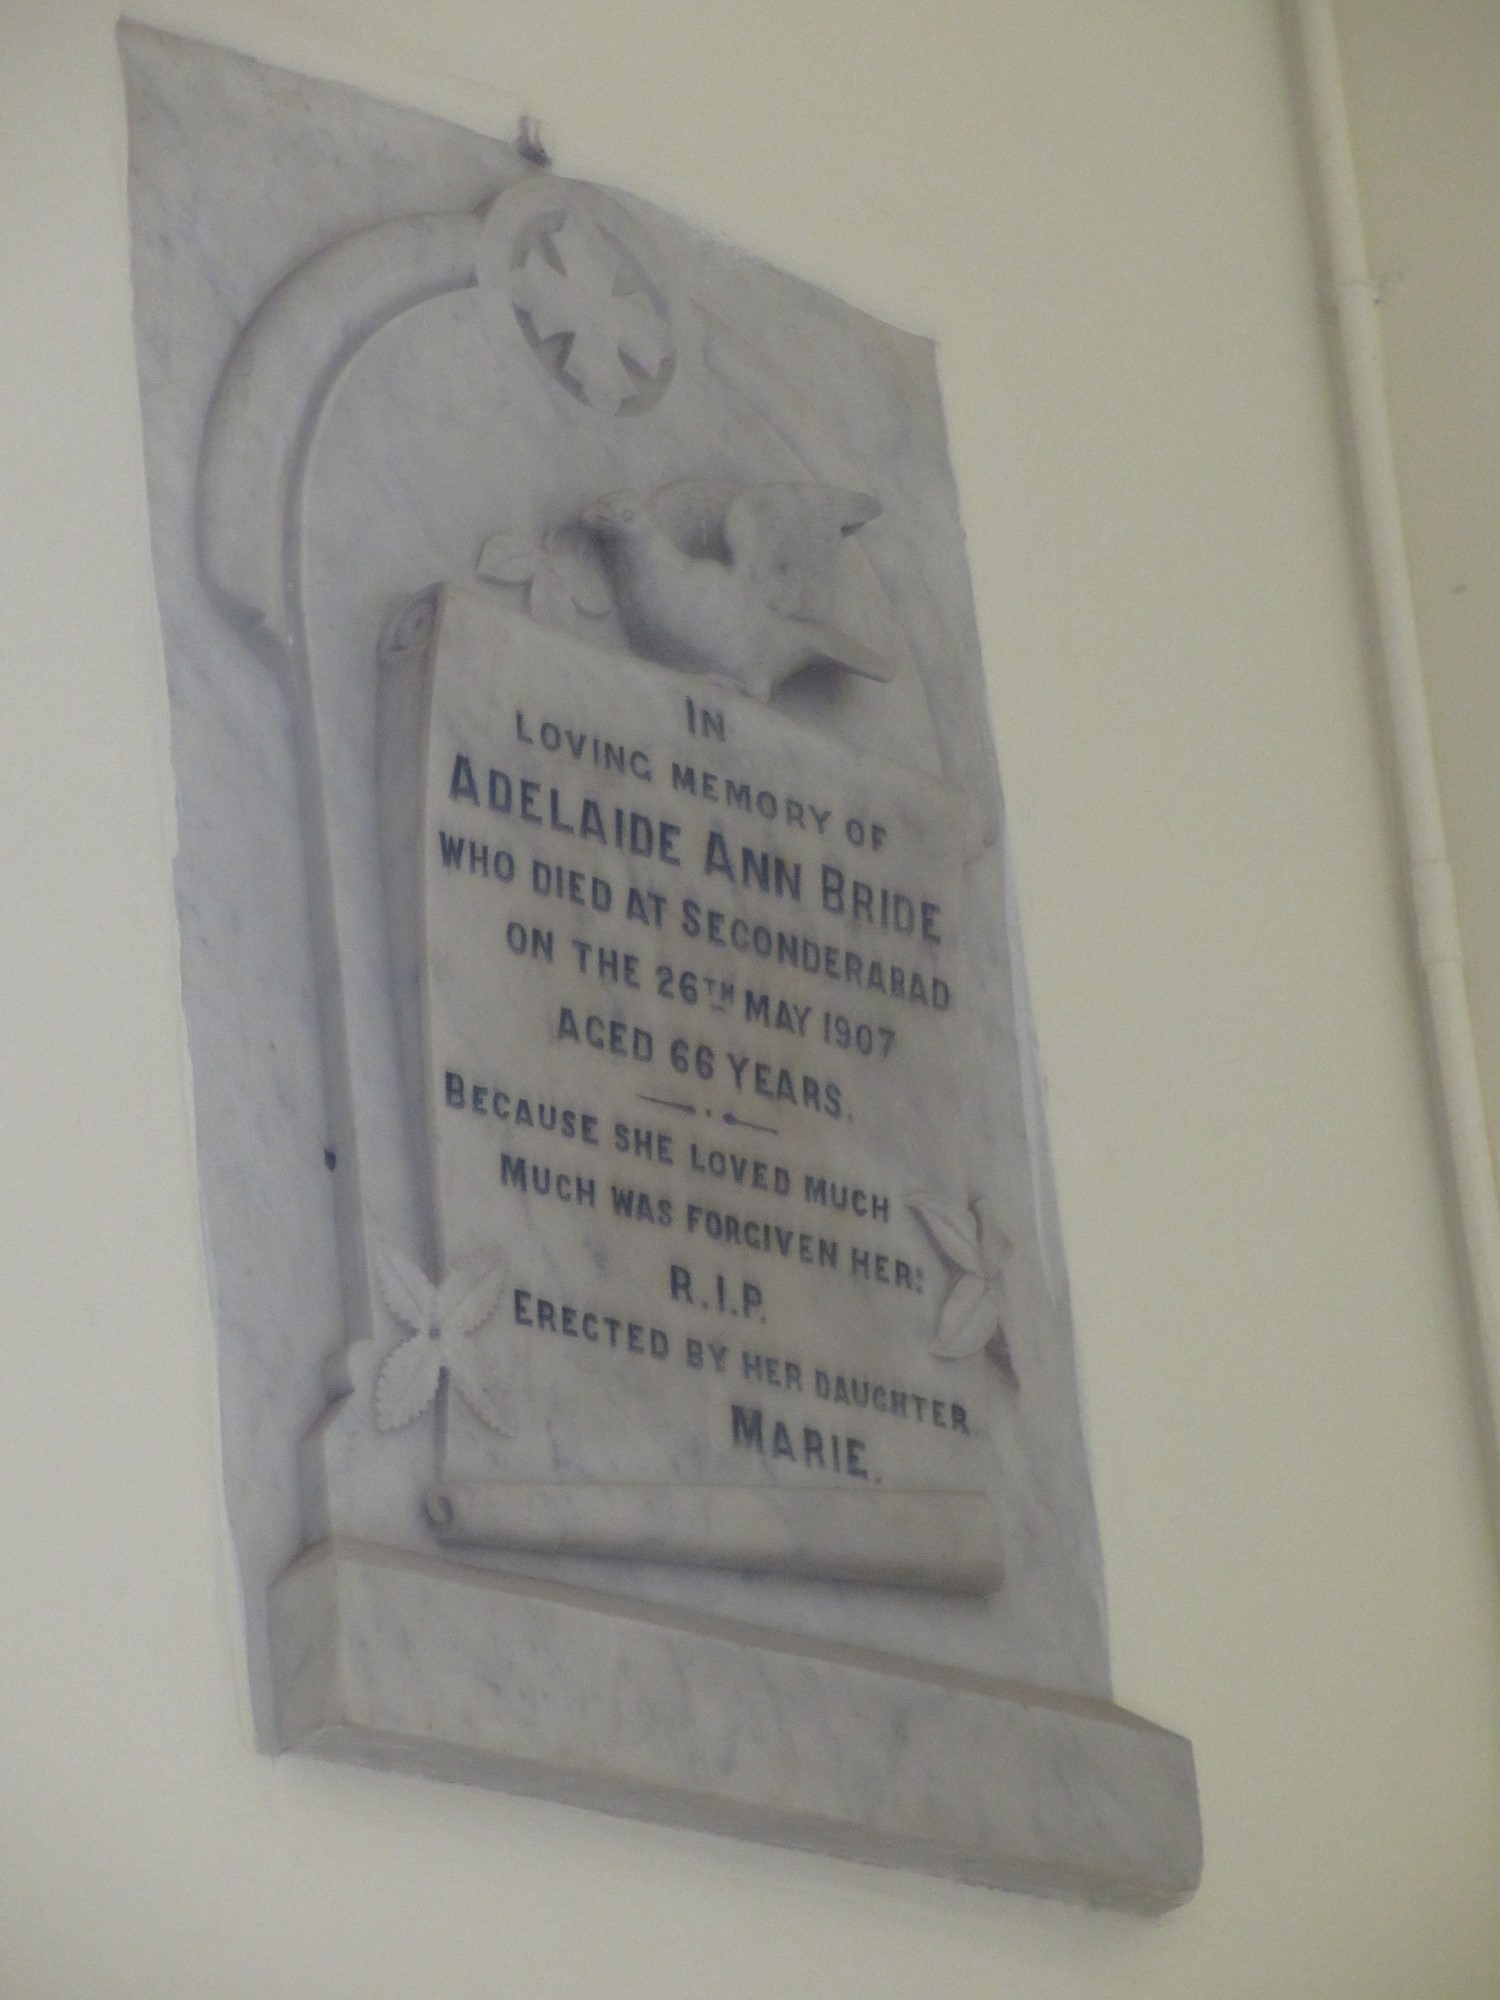 IN
LOVING MEMORY OF
ADELAIDE ANN BRIDE
WHO DIED AT SECONDERABAD
ON THE 26TH MAY 1907
AGED 66 YEARS.
BECAUSE SHE LOVED MUCH
MUCH WAS FORGIVEN HER:
R.I.P.
ERECTED BY HER DAUGHTER
MARIE.